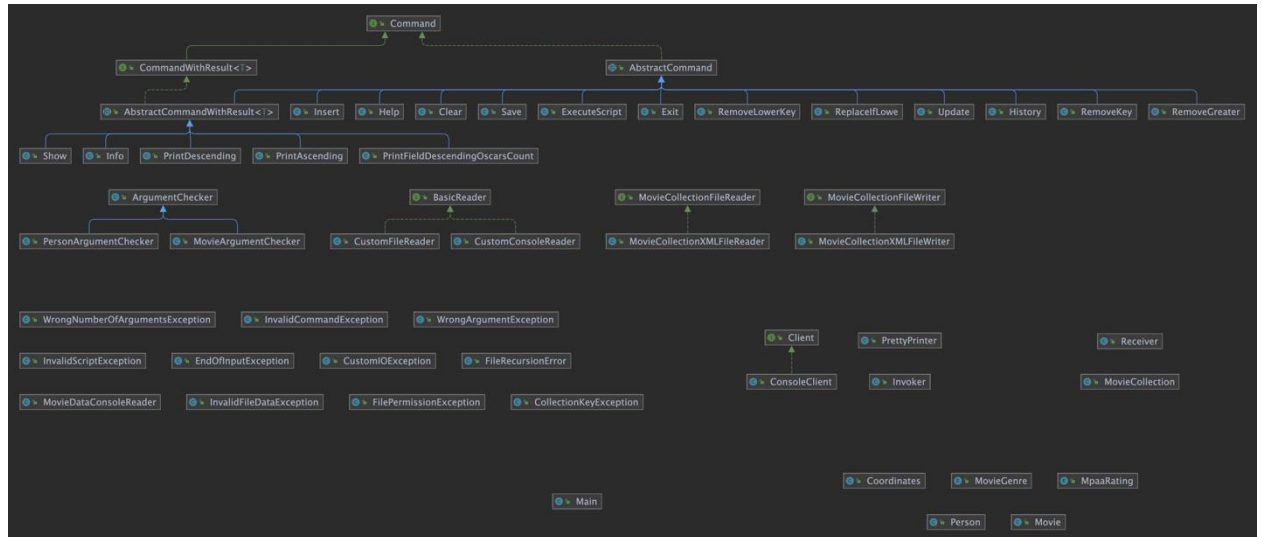 Command
CommandWithResult<T> AbstractCommand
AbstractCommandWithResult<T> Insert Help Clear Save ExecuteScript Exit RemoveLowerKey ReplaceIfLowe Update History RemoveKey RemoveGreater
Show Info PrintDescending PrintAscending PrintFieldDescendingOscarsCount
ArgumentChecker BasicReader MovieCollectionFileReader MovieCollectionFileWriter
PersonArgumentChecker MovieArgumentChecker CustomFileReader CustomConsoleReader MovieCollectionXMLFileReader MovieCollectionXMLFileWriter
WrongNumberOfArgumentsException InvalidCommandException WrongArgumentException
Client PrettyPrinter Receiver
InvalidScriptException EndOfInputException CustomIOException FileRecursionError
ConsoleClient Invoker MovieCollection
MovieDataConsoleReader InvalidFileDataException FilePermissionException CollectionKeyException
Coordinates MovieGenre MpaaRating
Main
Person Movie